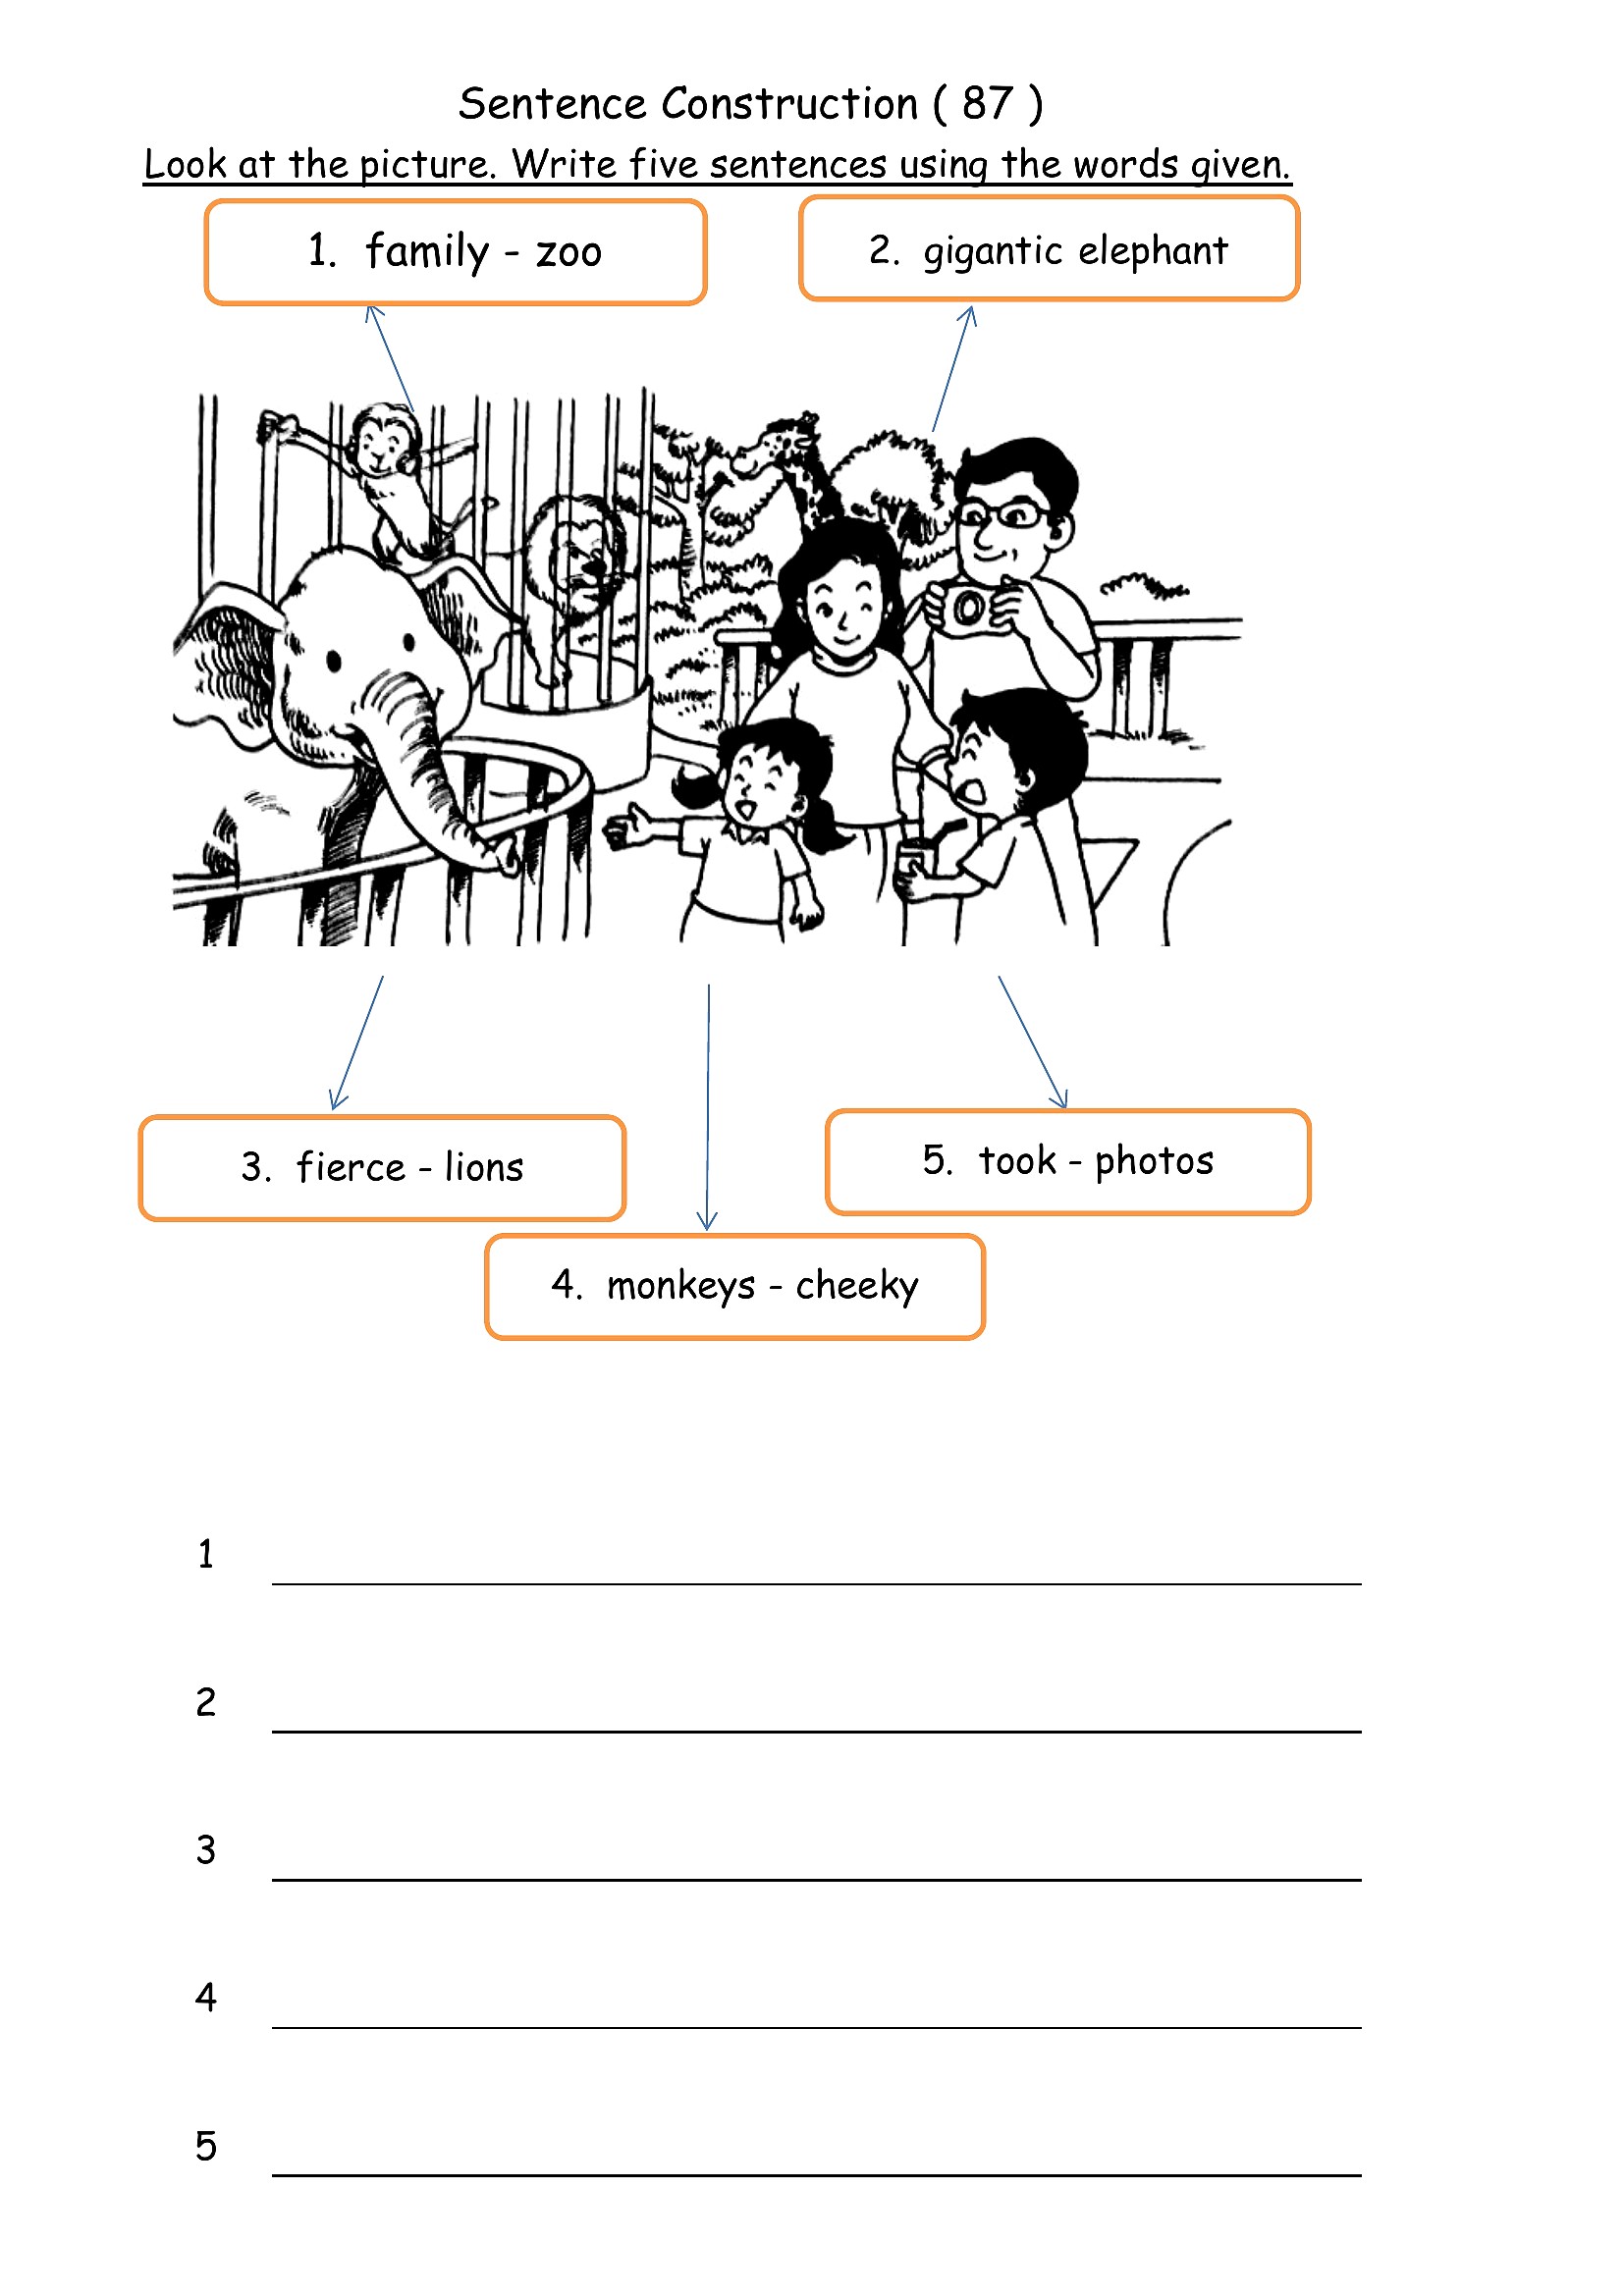 Sentence Construction ( 87 )
Look at the picture. Write five sentences using the words given.
1. family - zoo
2. gigantic elephant
3. fierce - lions
5. took - photos
4. monkeys - cheeky
1
2
3
4
5